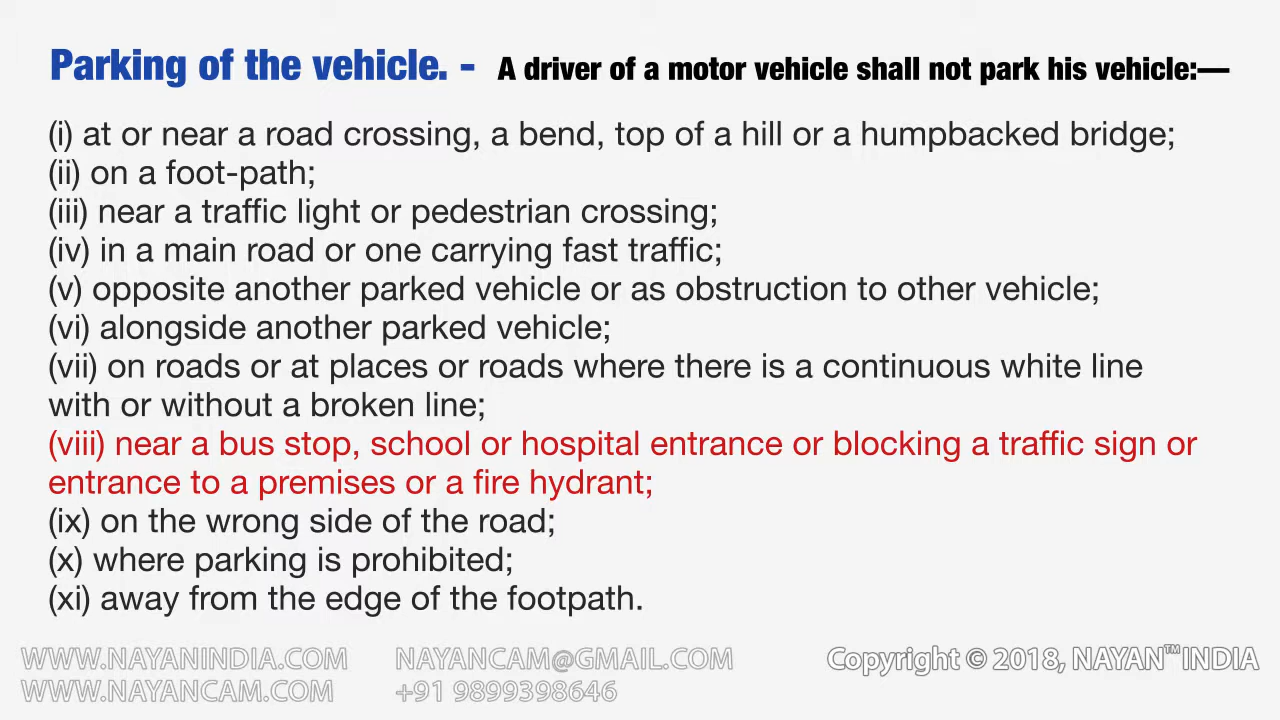 Parking of the vehicle. - A driver of a motor vehicle shall not park his vehicle:—
(i) at or near a road crossing, a bend, top of a hill or a humpbacked bridge;
(ii) on a foot-path;
(iii) near a traffic light or pedestrian crossing;
(iv) in a main road or one carrying fast traffic;
(v) opposite another parked vehicle or as obstruction to other vehicle;
(vi) alongside another parked vehicle;
(vii) on roads or at places or roads where there is a continuous white line
with or without a broken line;
(viii) near a bus stop, school or hospital entrance or blocking a traffic sign or
entrance to a premises or a fire hydrant;
(ix) on the wrong side of the road;
(x) where parking is prohibited;
(xi) away from the edge of the footpath.
WWW.NAYANINDIA.COM NAYANCAM@GMAIL.COM Copyright © 2018, NAYAN™INDIA
WWW.NAYANCAM.COM +91 9899398646